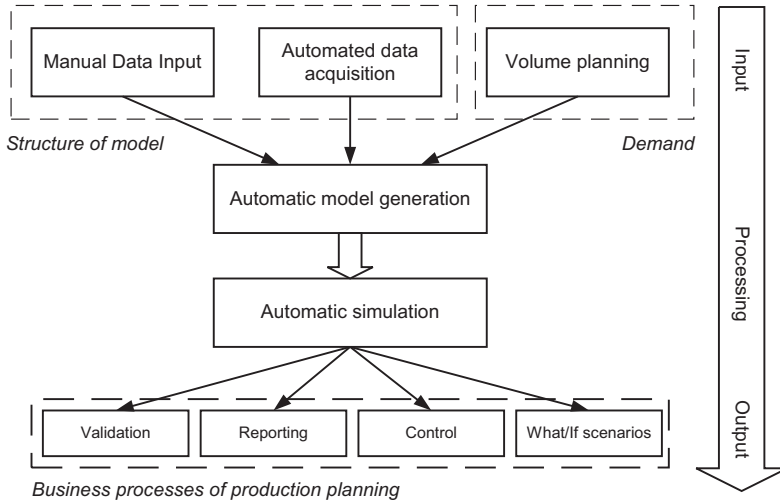 Manual Data Input
Automated data
acquisition
Volume planning
Structure of model
Demand
Automatic model generation
Automatic simulation
Validation
Reporting
Control
What/If scenarios
Business processes of production planning
Input
Processing
Output